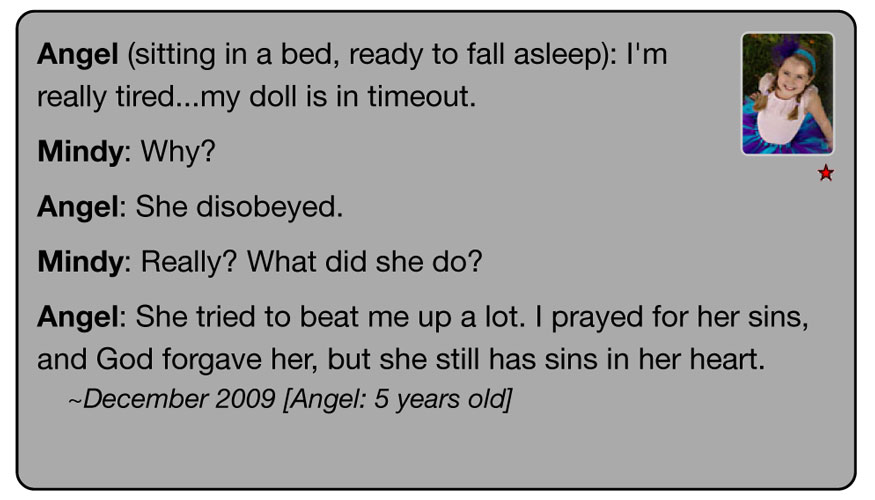 Angel (sitting in a bed, ready to fall asleep): I'm
really tired...my doll is in timeout.
Mindy: Why?
Angel: She disobeyed.
Mindy: Really? What did she do?
Angel: She tried to beat me up a lot. I prayed for her sins,
and God forgave her, but she still has sins in her heart.
~December 2009 [Angel: 5 years old]